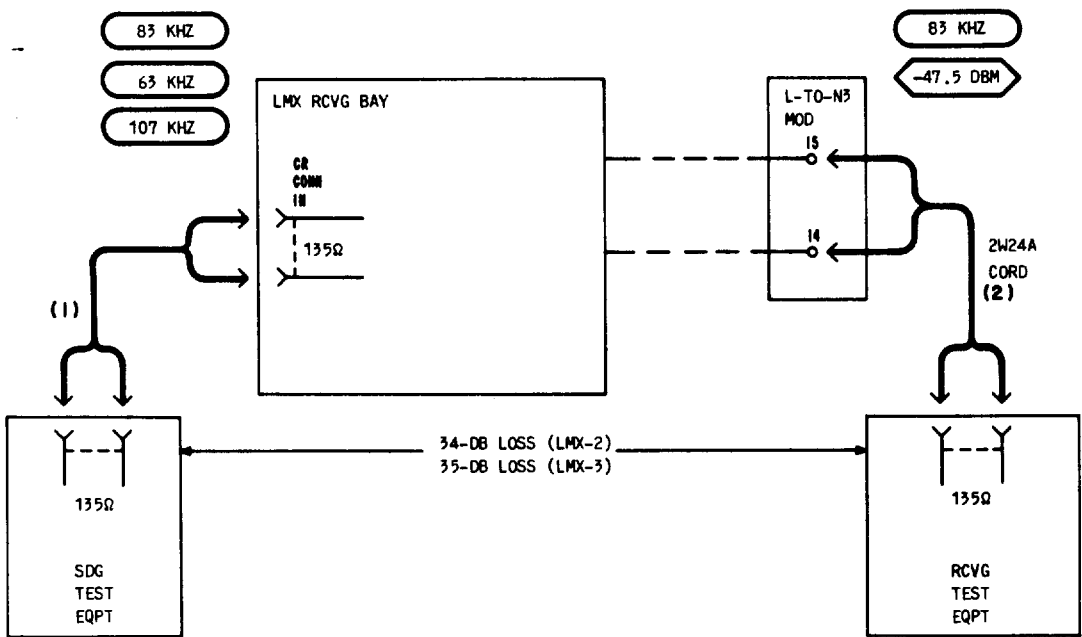 83 KHZ
63 KHZ
107 KHZ
83 KHZ
-47.5 DBM
LMX RCVG BAY
GR
CONN
IN
135Ω
L-TO-N3
MOD
15
14
2W24A
CORD
(2)
(1)
34-DB LOSS (LMX-2)
35-DB LOSS (LMX-3)
135Ω
SDG
TEST
EQPT
135Ω
RCVG
TEST
EQPT